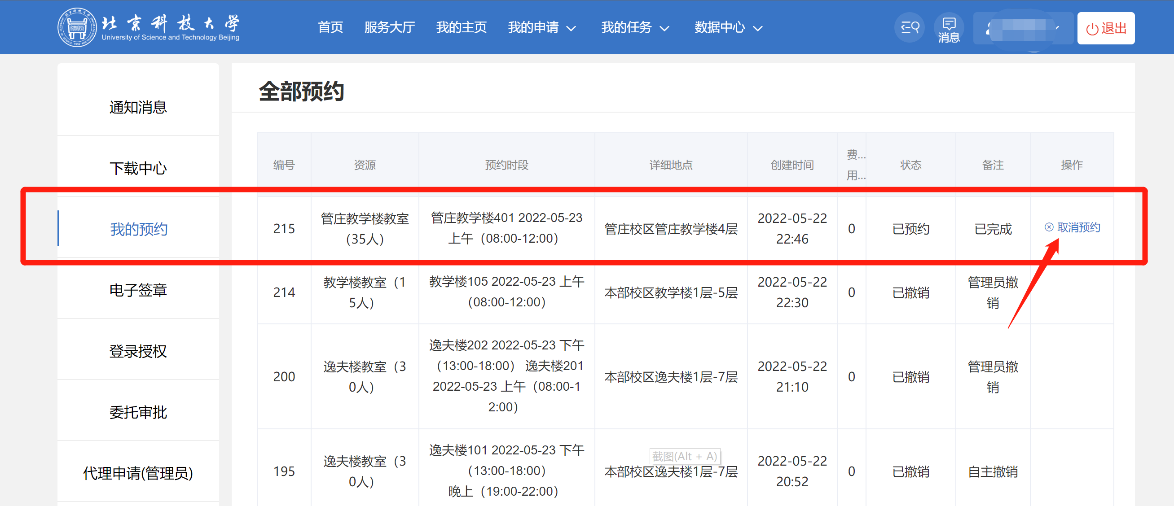 北京科技大学
University of Science and Technology Beijing
首页
服务大厅
我的主页
我的申请
我的任务
数据中心
消息
退出
通知消息
下载中心
我的预约
电子签章
登录授权
委托审批
代理申请(管理员)
全部预约
编号
资源
预约时段
详细地点
创建时间
费...
用...
状态
备注
操作
215
管庄教学楼教室
(35人）
管庄教学楼401 2022-05-23
上午（08:00-12:00）
管庄校区管庄教学楼4层
2022-05-22
22:46
0
已预约
已完成
取消预约
214
教学楼教室（1
5人）
教学楼105 2022-05-23 上午
（08:00-12:00）
本部校区教学楼1层-5层
2022-05-22
22:30
0
已撤销
管理员撤
销
200
逸夫楼教室（3
0人）
逸夫楼202 2022-05-23 下午
（13:00-18:00） 逸夫楼201
2022-05-23 上午（08:00-1
2:00）
本部校区逸夫楼1层-7层
2022-05-22
21:10
0
已撤销
管理员撤
销
195
逸夫楼教室（3
0人）
逸夫楼101 2022-05-23 下午
（13:00-18:00）
晚上（19:00-22:00）
截图(Alt + A)
本部校区逸夫楼1层-7层
2022-05-22
20:52
0
已撤销
自主撤销